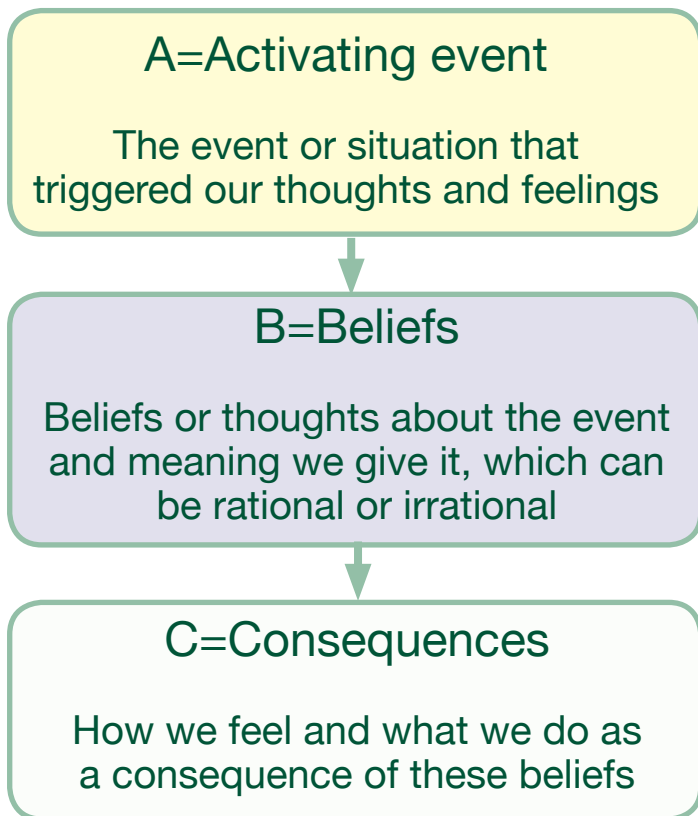 A=Activating event
The event or situation that
triggered our thoughts and feelings
B=Beliefs
Beliefs or thoughts about the event
and meaning we give it, which can
be rational or irrational
C=Consequences
How we feel and what we do as
a consequence of these beliefs